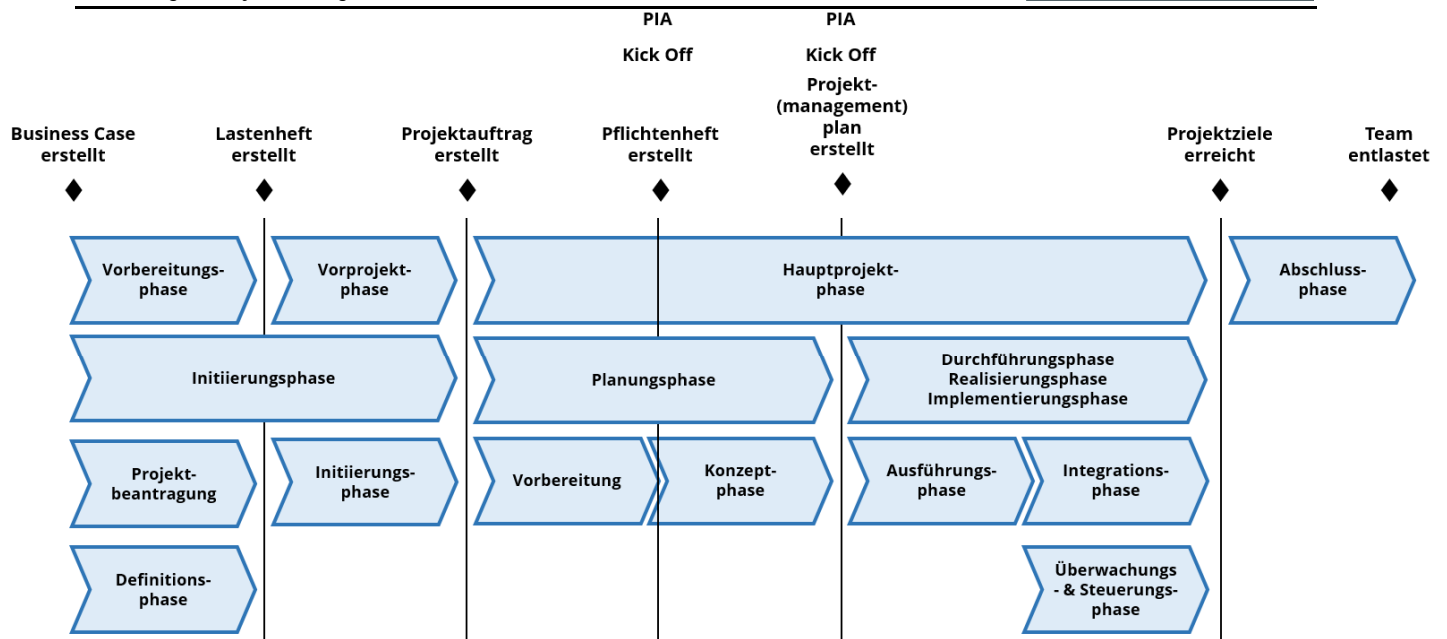 PIA
PIA
Kick Off
Kick Off
Business Case
erstellt
Lastenheft
erstellt
Projektauftrag
erstellt
Pflichtenheft
erstellt
Projekt-
(management)
plan
erstellt
Projektziele
erreicht
Team
entlastet
Vorbereitungs-
phase
Vorprojekt-
phase
Hauptprojekt-
phase
Abschluss-
phase
Initiierungsphase
Planungsphase
Durchführungsphase
Realisierungphase
Implementierungsphase
Projekt-
beantragung
Initiierungs-
phase
Vorbereitung
Konzept-
phase
Ausführungs-
phase
Integrations-
phase
Definitions-
phase
Überwachungs
- & Steuerungs-
phase